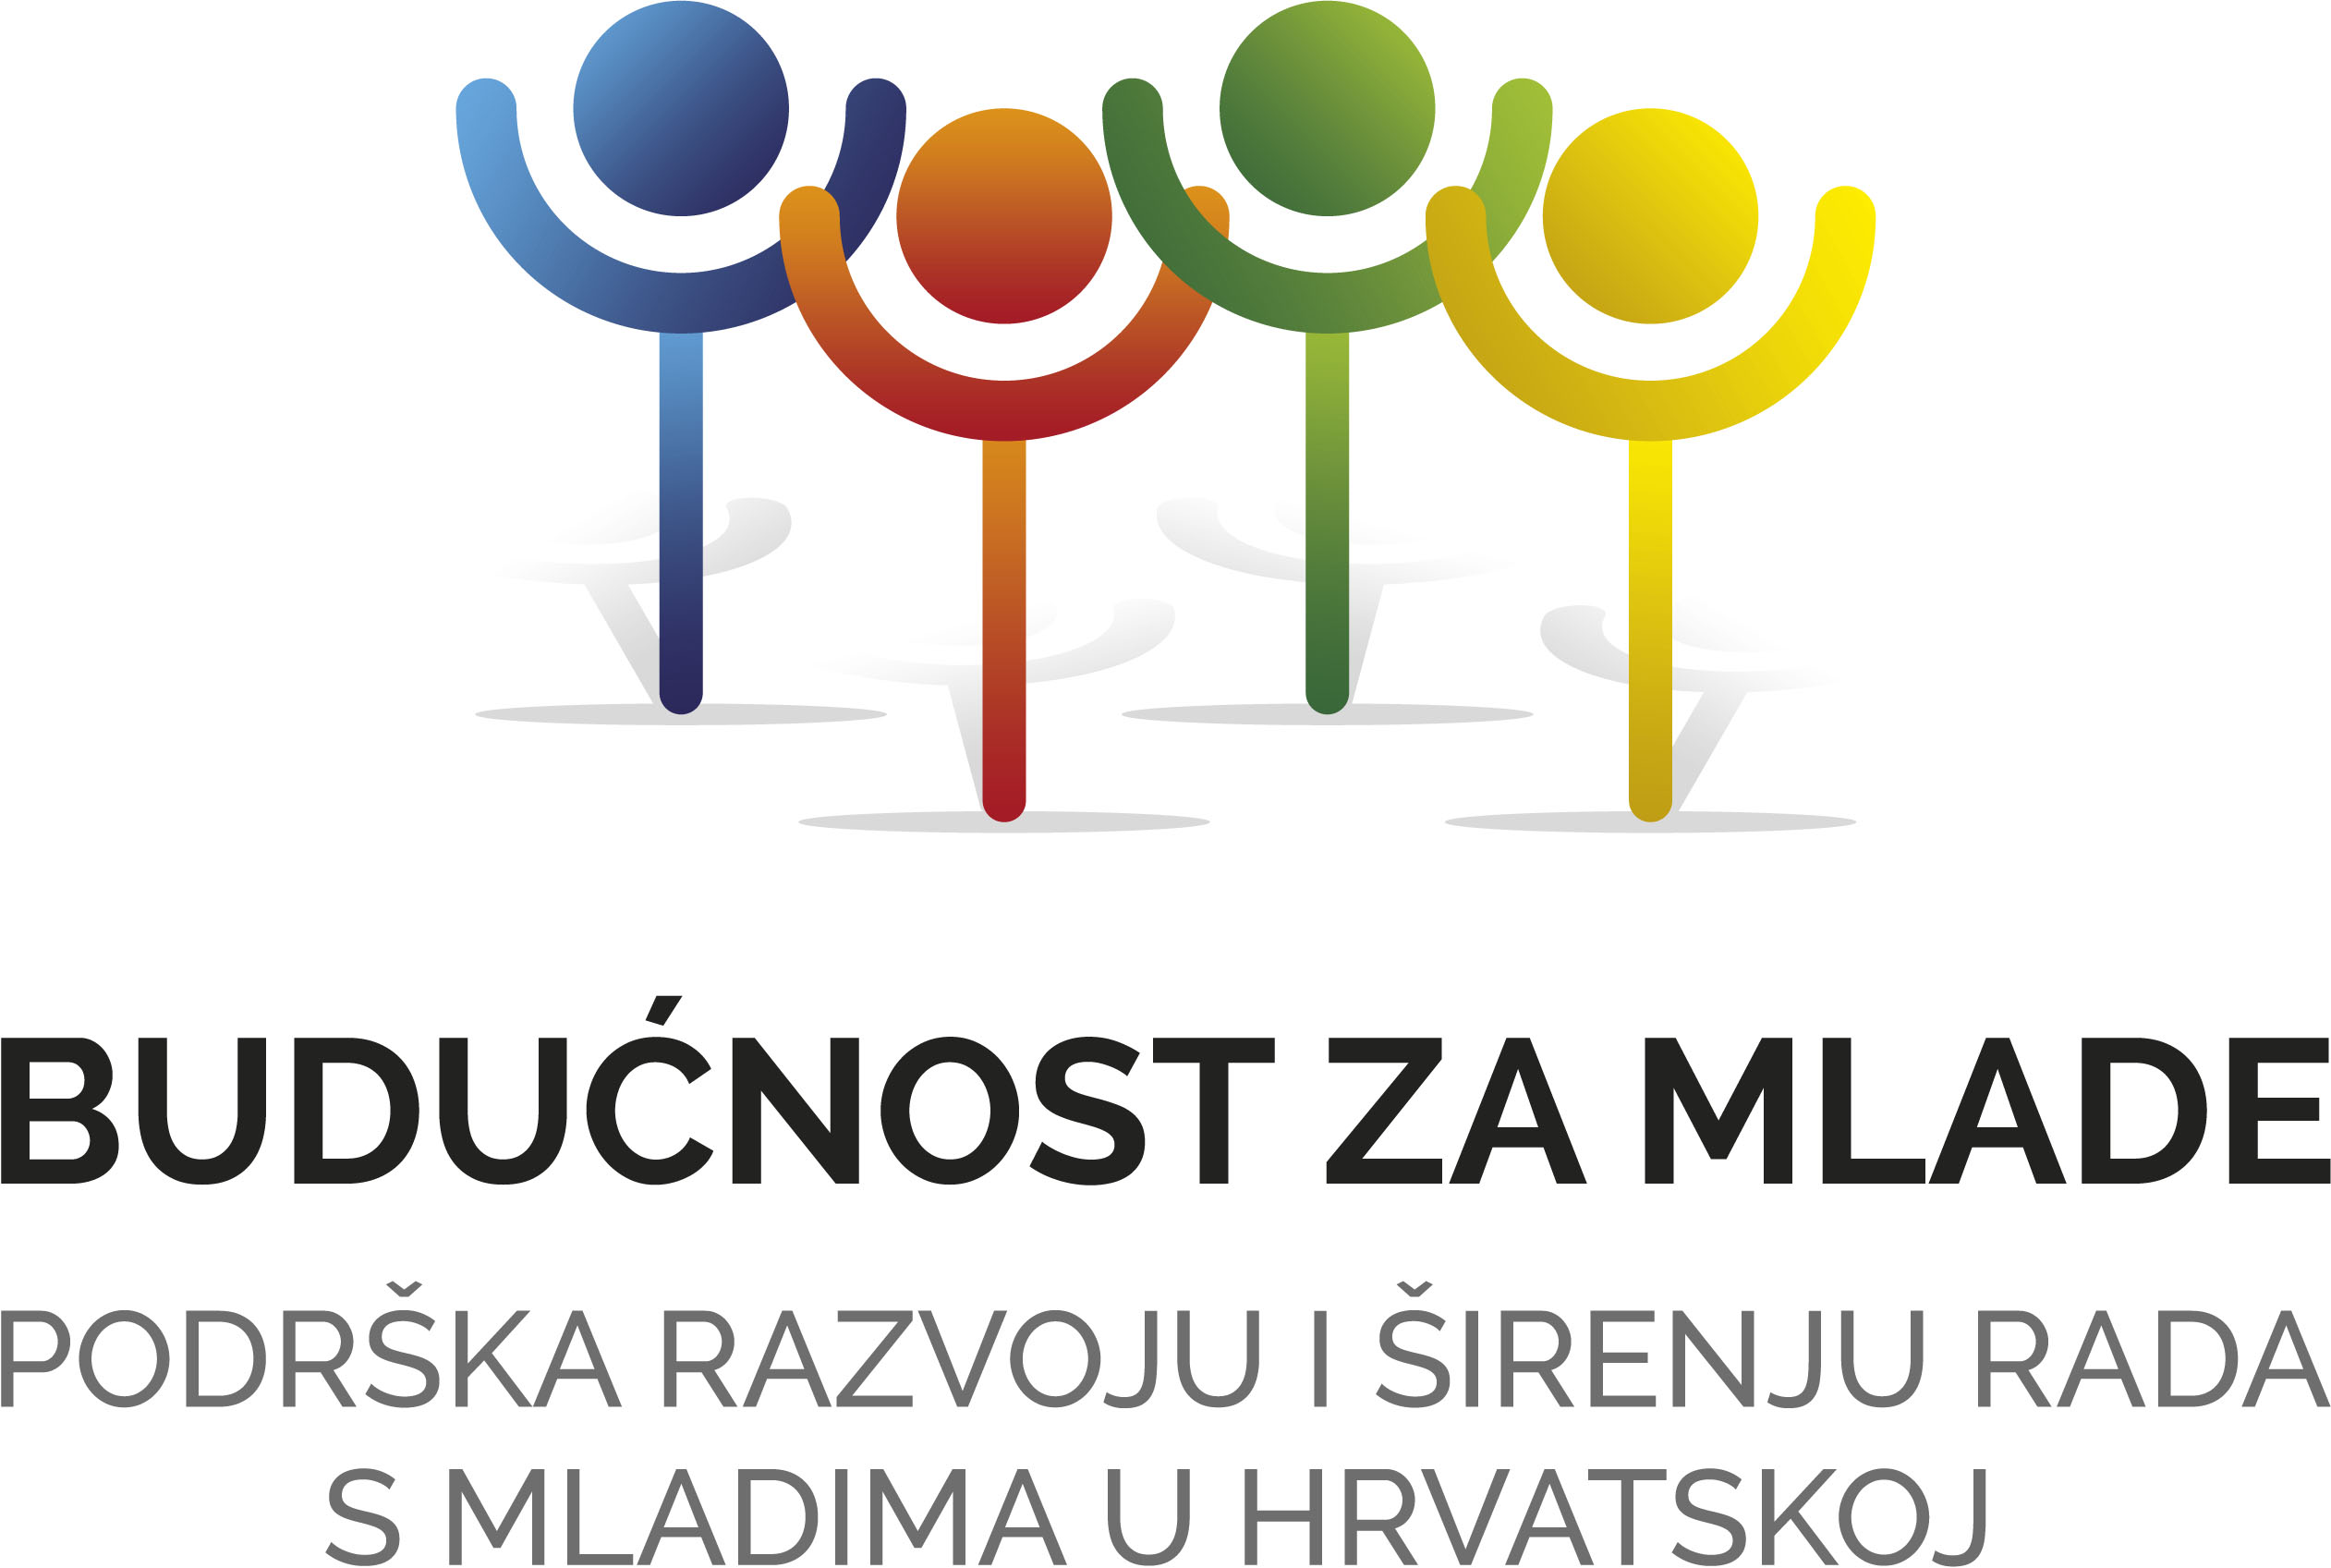 BUDUĆNOST ZA MLADE
PODRŠKA RAZVOJU I ŠIRENJU RADA
S MLADIMA U HRVATSKOJ